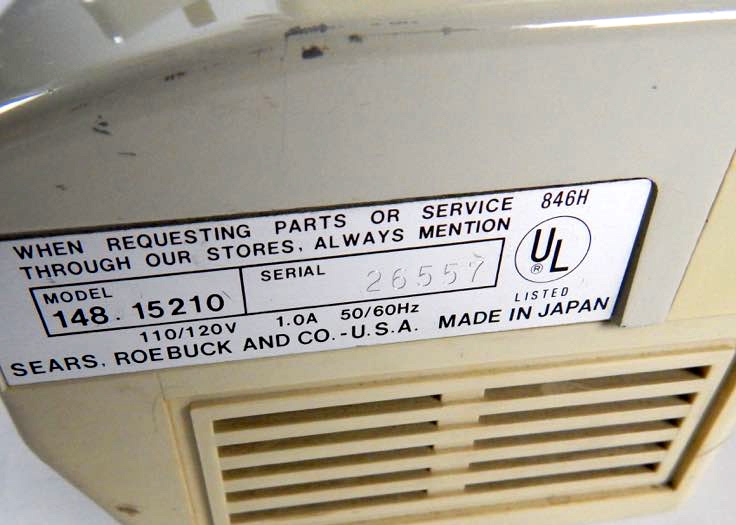 WHEN REQUESTING PARTS OR SERVICE 846H
THROUGH OUR STORES, ALWAYS MENTION
MODEL
148.15210
SERIAL
26557
UL
®
LISTED
110/120V 1.0A 50/60Hz
SEARS, ROEBUCK AND CO.-U.S.A. MADE IN JAPAN